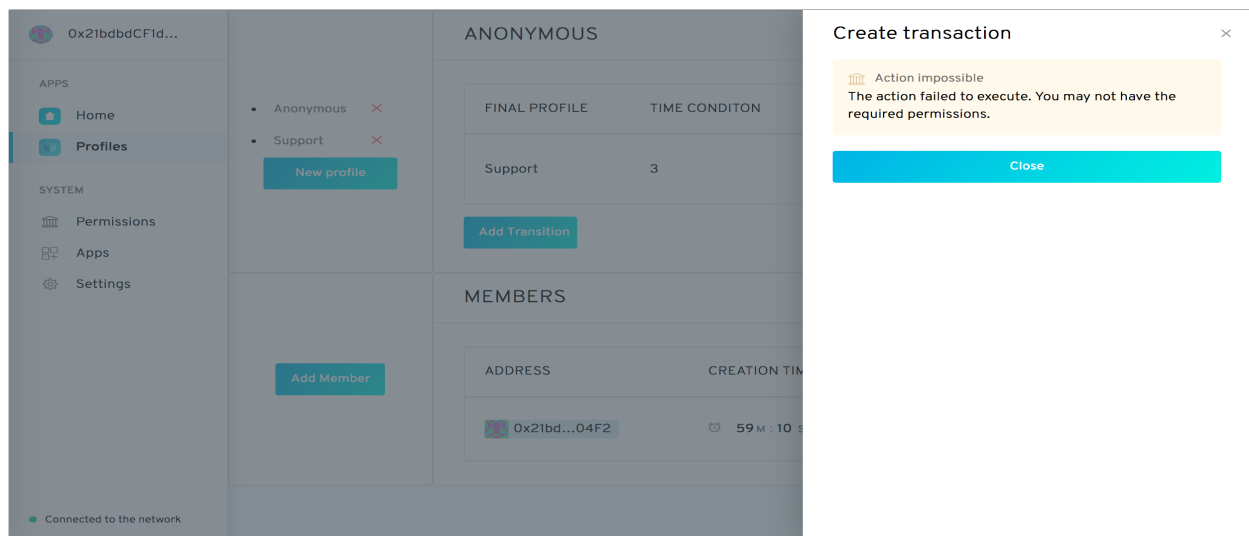 0x21bdbdCF1d...
APPS
Home
Profiles
SYSTEM
Permissions
Apps
Settings
Connected to the network
Anonymous
Support
New profile
Add Member
ANONYMOUS
FINAL PROFILE TIME CONDITON
Support 3
Add Transition
MEMBERS
ADDRESS CREATION TIM
0x21bd...04F2 59 M : 10 S
Create transaction
Action impossible
The action failed to execute. You may not have the
required permissions.
Close